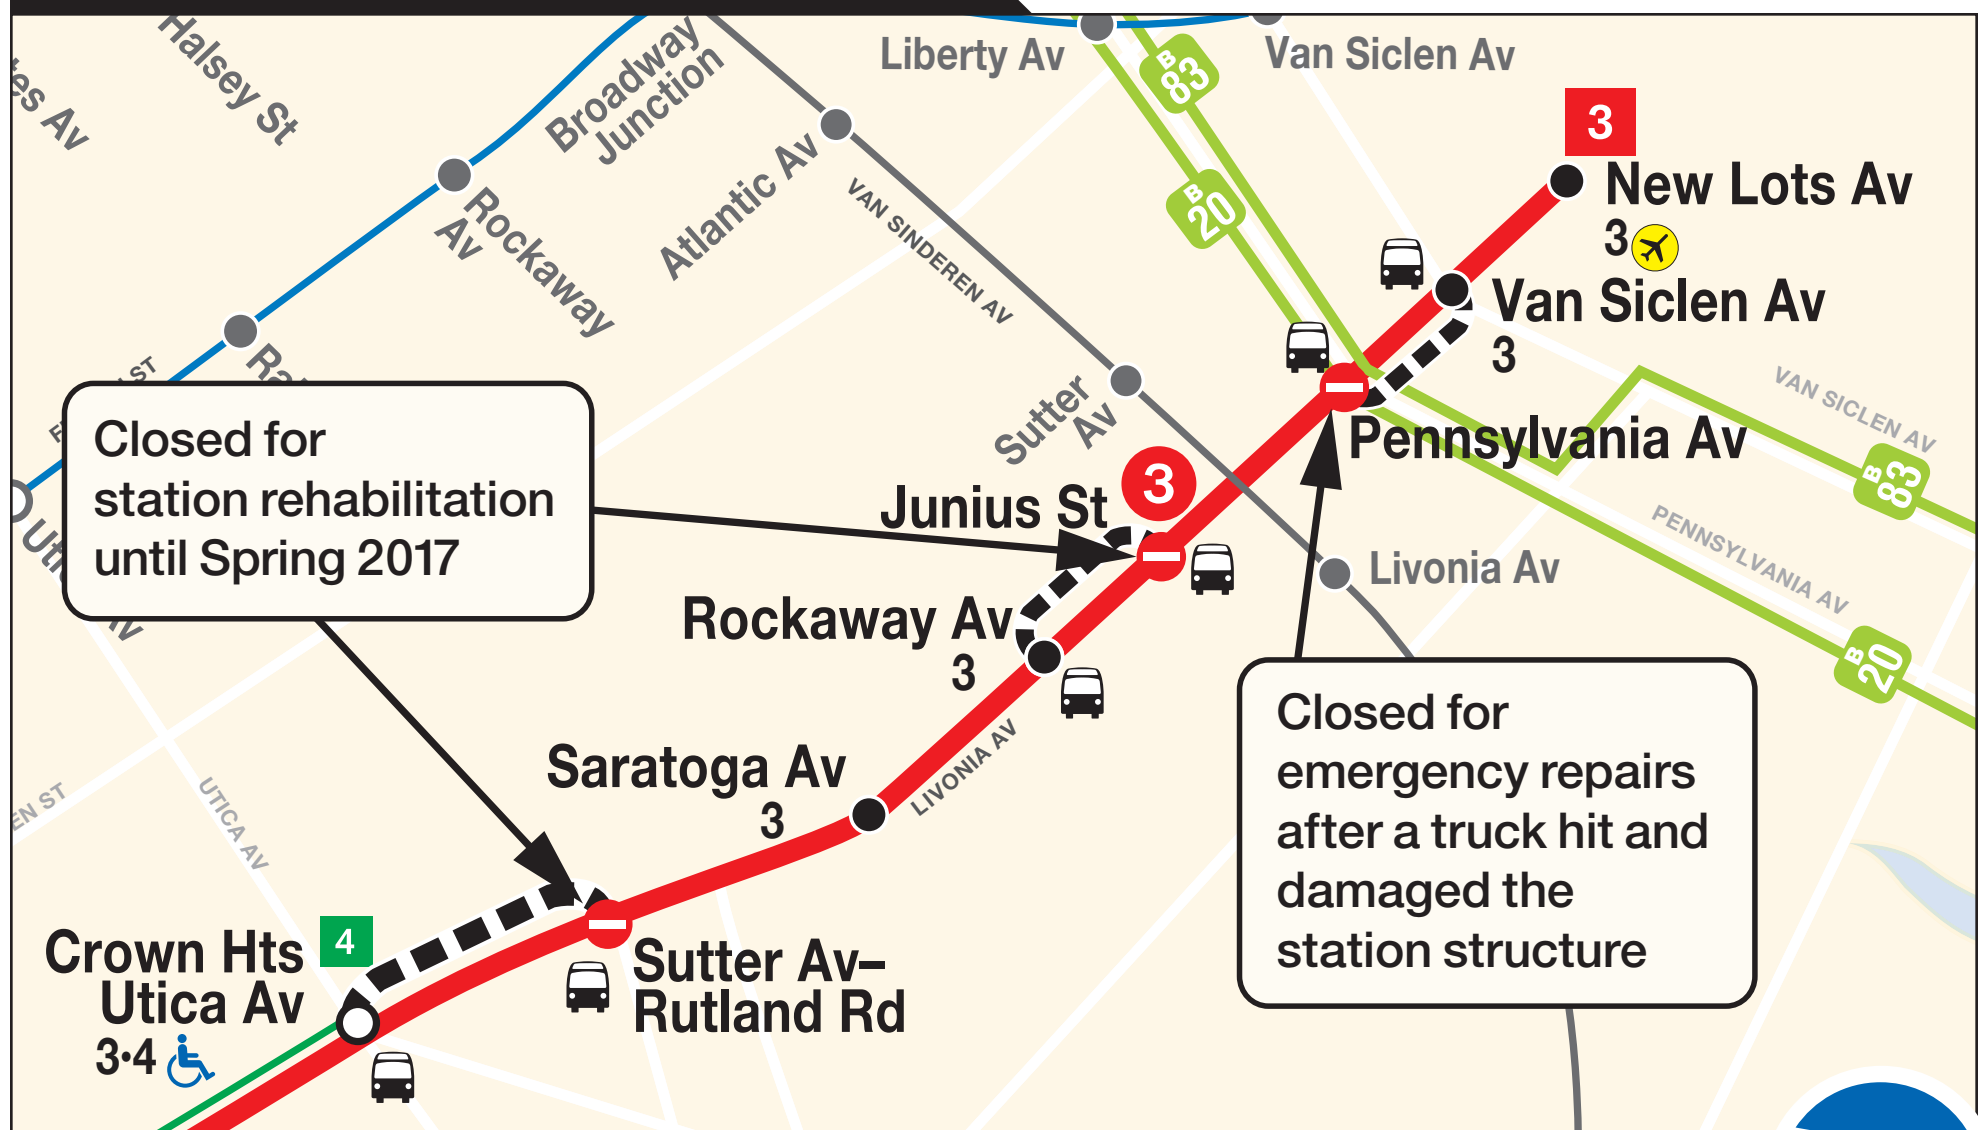 Halsey St
Broadway
Junction
Liberty Av
B
83
Van Siclen Av
3
New Lots Av
3
Rockaway
Av
Atlantic Av
VAN SINDEREN AV
B
20
Van Siclen Av
3
VAN SICLEN AV
Sutter
Av
Pennsylvania Av
B
83
PENNSYLVANIA AV
B
20
Closed for
station rehabilitation
until Spring 2017
Junius St
3
Livonia Av
Rockaway Av
3
Saratoga Av
3
LIVONIA AV
UTICA AV
Closed for
emergency repairs
after a truck hit and
damaged the
station structure
Crown Hts
Utica Av
4
3•4
Sutter Av–
Rutland Rd